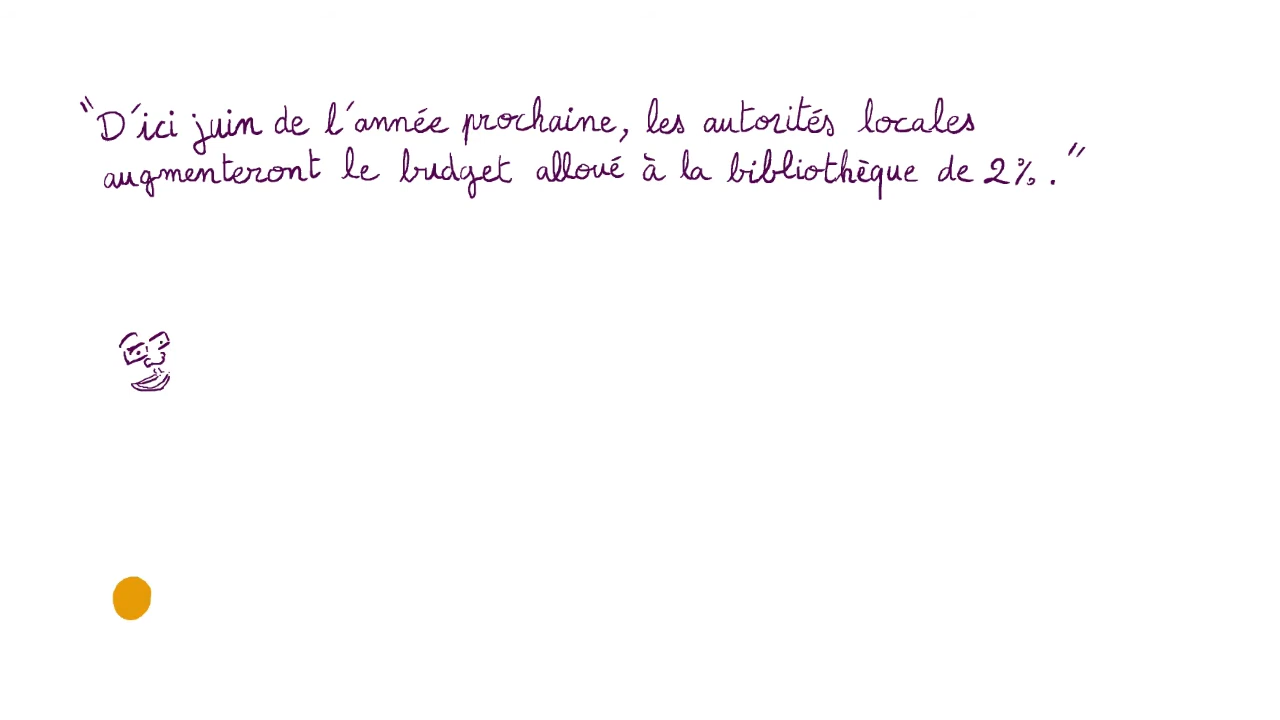 "D'ici juin de l'année prochaine, les autorités locales
augmenteront le budget alloué à la bibliothèque de 2%."